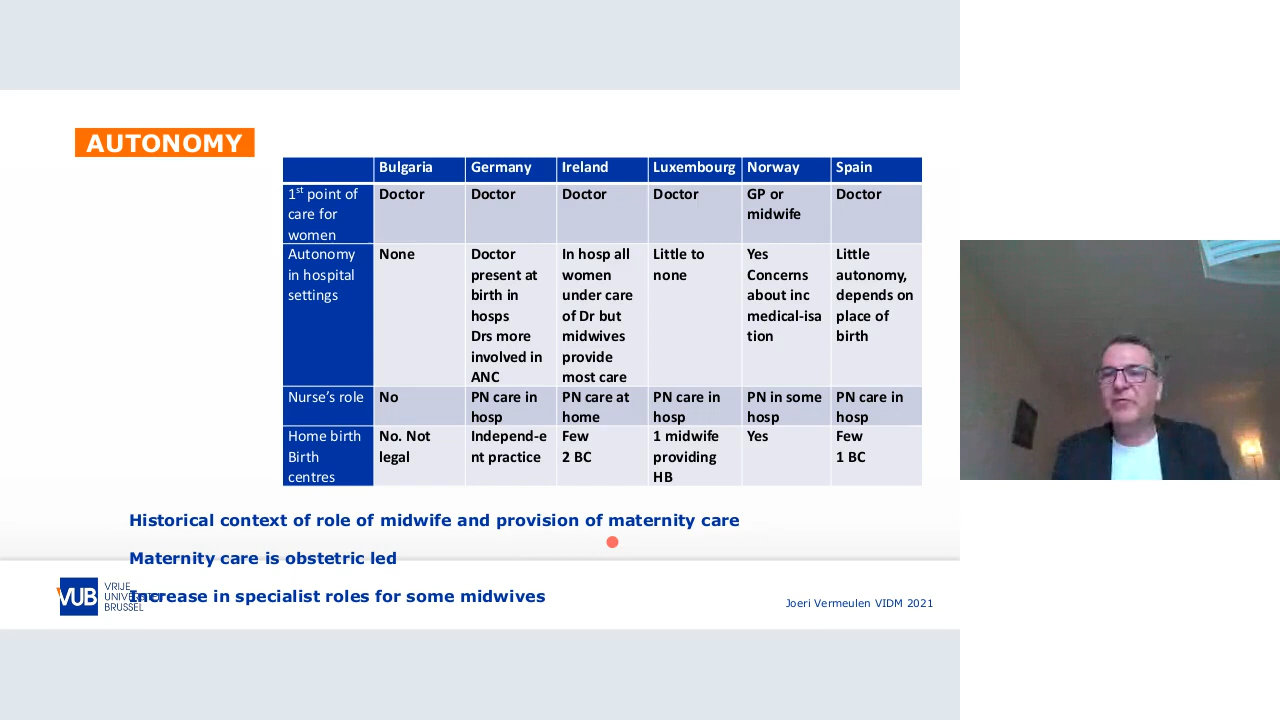 AUTONOMY
Bulgaria Germany Ireland Luxembourg Norway Spain
1st point of care for women Doctor Doctor Doctor Doctor GP or midwife Doctor
Autonomy in hospital settings None Doctor present at birth in hosps Drs more involved in ANC In hosp all women under care of Dr but midwives provide most care Little to none Yes Concerns about inc medical-isa tion Little autonomy, depends on place of birth
Nurse's role No PN care in hosp PN care at home PN care in hosp PN in some hosp PN care in hosp
Home birth Birth centres No. Not legal Independ-e nt practice Few 2 BC 1 midwife providing HB Yes Few 1 BC
Historical context of role of midwife and provision of maternity care
Maternity care is obstetric led
Increase in specialist roles for some midwives
VUB
VRIJE
BRUSSEL
Joeri Vermeulen VIDM 2021